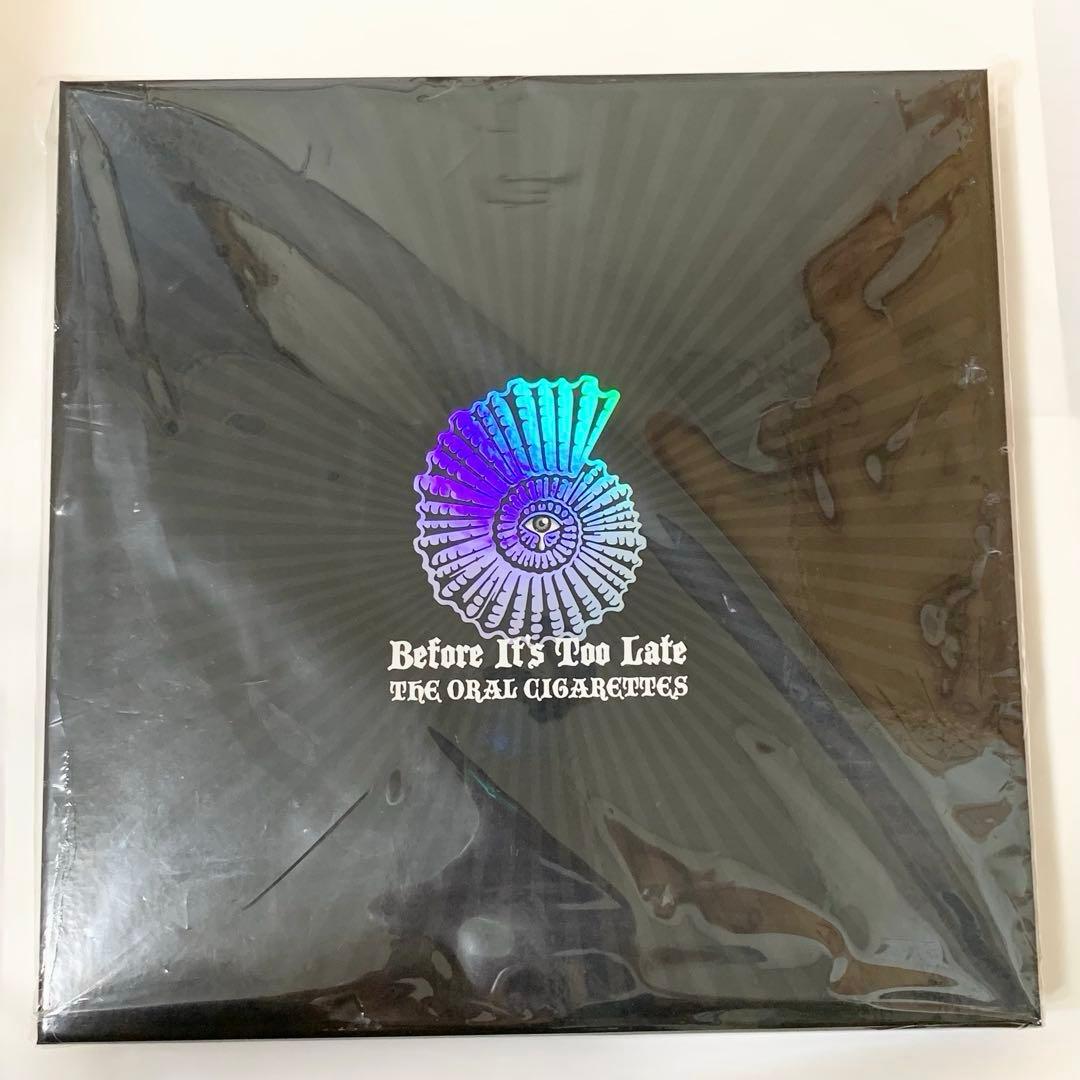 Before It's Too Late
THE ORAL CIGARETTES